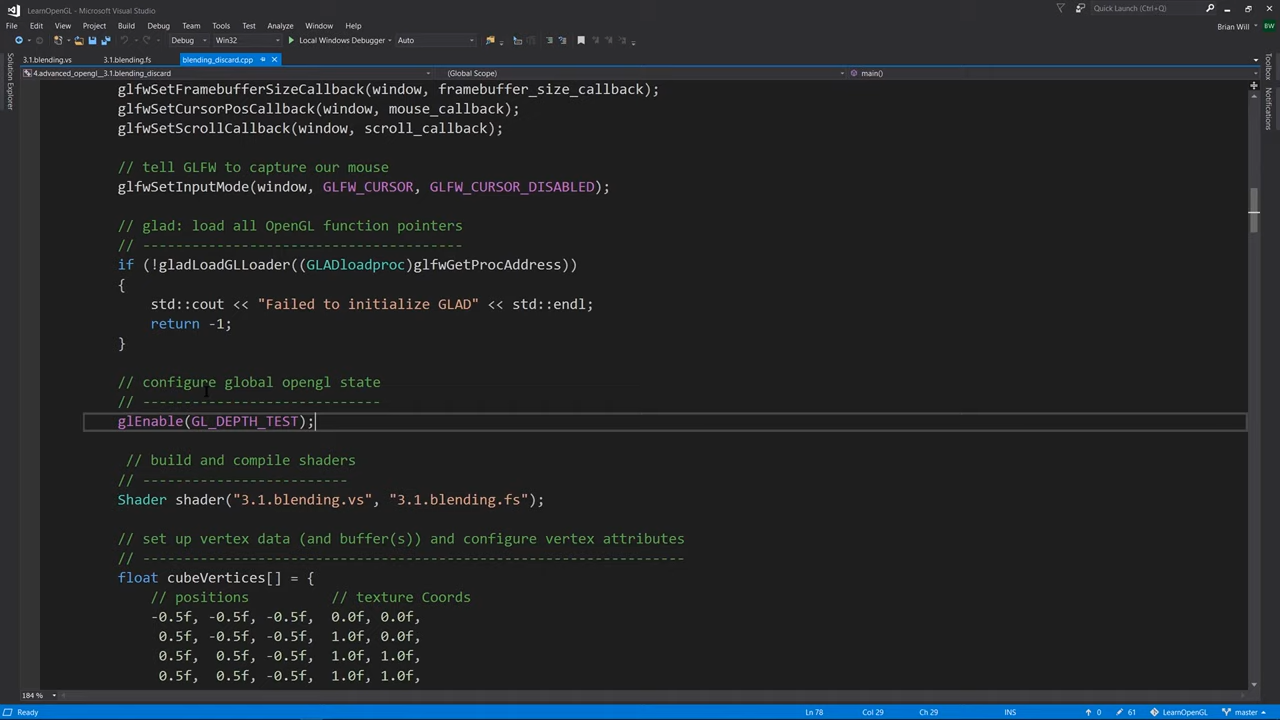 LearnOpenGL - Microsoft Visual Studio
Quick Launch (Ctrl+Q)
File Edit View Project Build Debug Team Tools Test Analyze Window Help
Brian Will BW
Debug Win32 Local Windows Debugger Auto
3.1.blending.vs 3.1.blending.fs blending_discard.cpp
4.advanced_opengl__3.1.blending_discard (Global Scope) main()
Solution Explorer
Toolbox
Notifications
glfwSetFramebufferSizeCallback(window, framebuffer_size_callback);
glfwSetCursorPosCallback(window, mouse_callback);
glfwSetScrollCallback(window, scroll_callback);
// tell GLFW to capture our mouse
glfwSetInputMode(window, GLFW_CURSOR, GLFW_CURSOR_DISABLED);
// glad: load all OpenGL function pointers
// ---------------------------------------
if (!gladLoadGLLoader((GLADloadproc)glfwGetProcAddress))
{
std::cout << "Failed to initialize GLAD" << std::endl;
return -1;
}
// configure global opengl state
// -----------------------------
glEnable(GL_DEPTH_TEST);
// build and compile shaders
// -------------------------
Shader shader("3.1.blending.vs", "3.1.blending.fs");
// set up vertex data (and buffer(s)) and configure vertex attributes
// ------------------------------------------------------------------
float cubeVertices[] = {
// positions // texture Coords
-0.5f, -0.5f, -0.5f, 0.0f, 0.0f,
0.5f, -0.5f, -0.5f, 1.0f, 0.0f,
0.5f, 0.5f, -0.5f, 1.0f, 1.0f,
0.5f, 0.5f, -0.5f, 1.0f, 1.0f,
184 %
Ready Ln 78 Col 29 Ch 29 INS 0 61 LearnOpenGL master